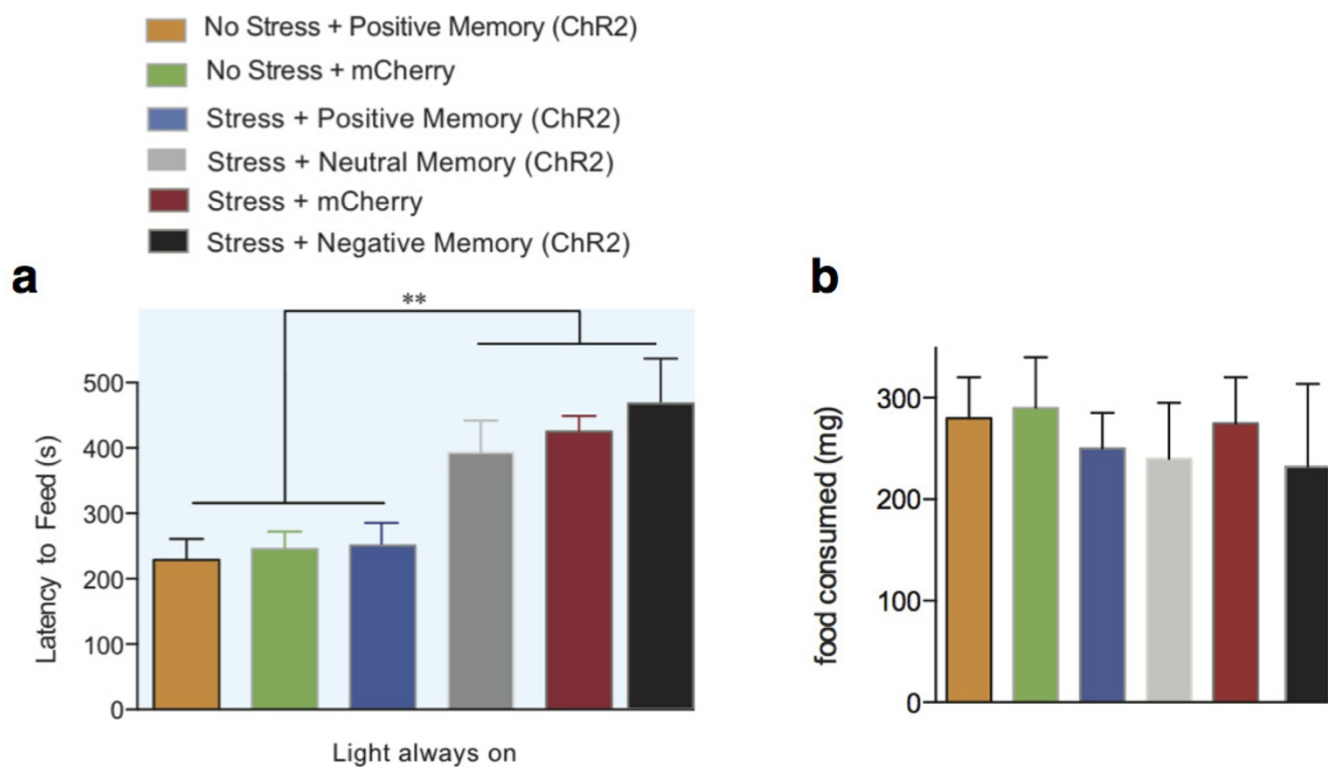 No Stress + Positive Memory (ChR2)
No Stress + mCherry
Stress + Positive Memory (ChR2)
Stress + Neutral Memory (ChR2)
Stress + mCherry
Stress + Negative Memory (ChR2)
a
**
500
400
300
200
100
0
Latency to Feed (s)
Light always on
b
300
200
100
0
food consumed (mg)